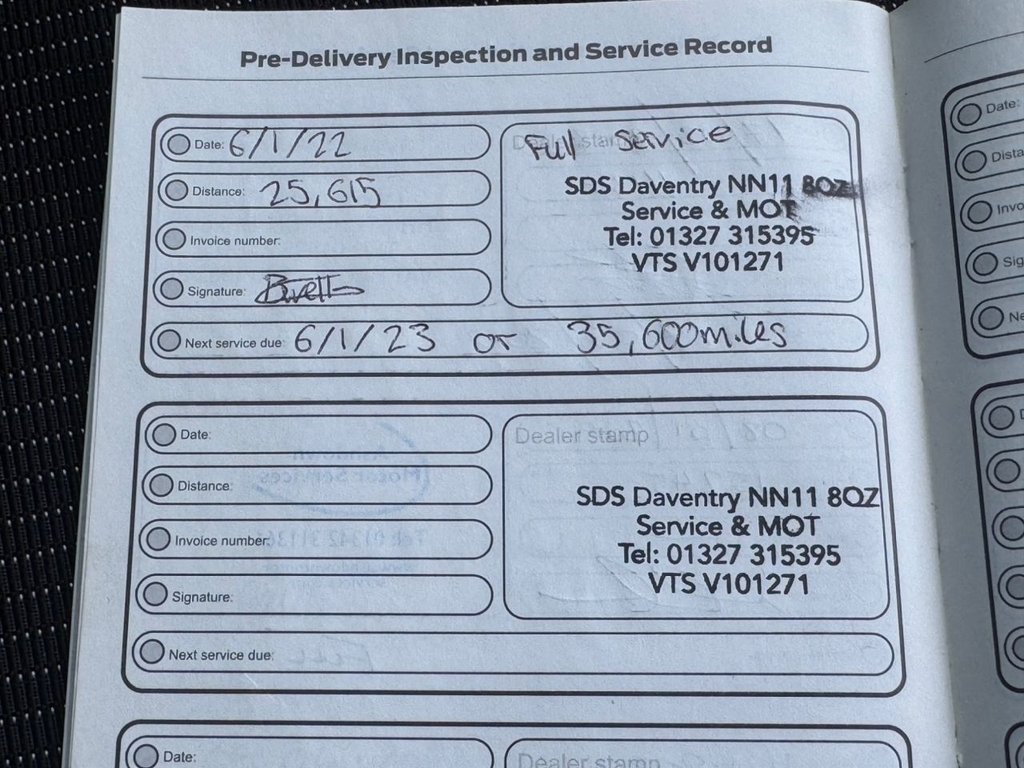 Pre-Delivery Inspection and Service Record
Date: 6/1/22
Distance: 25,615
Invoice number:
Signature:
Next service due: 6/1/23 or 35,600miles
Dealer stamp
Full Service
SDS Daventry NN11 8QZ
Service & MOT
Tel: 01327 315395
VTS V101271
Date:
Distance:
Invoice number:
Signature:
Next service due:
Dealer stamp
SDS Daventry NN11 8QZ
Service & MOT
Tel: 01327 315395
VTS V101271
Date:
Dealer stamp
Date: